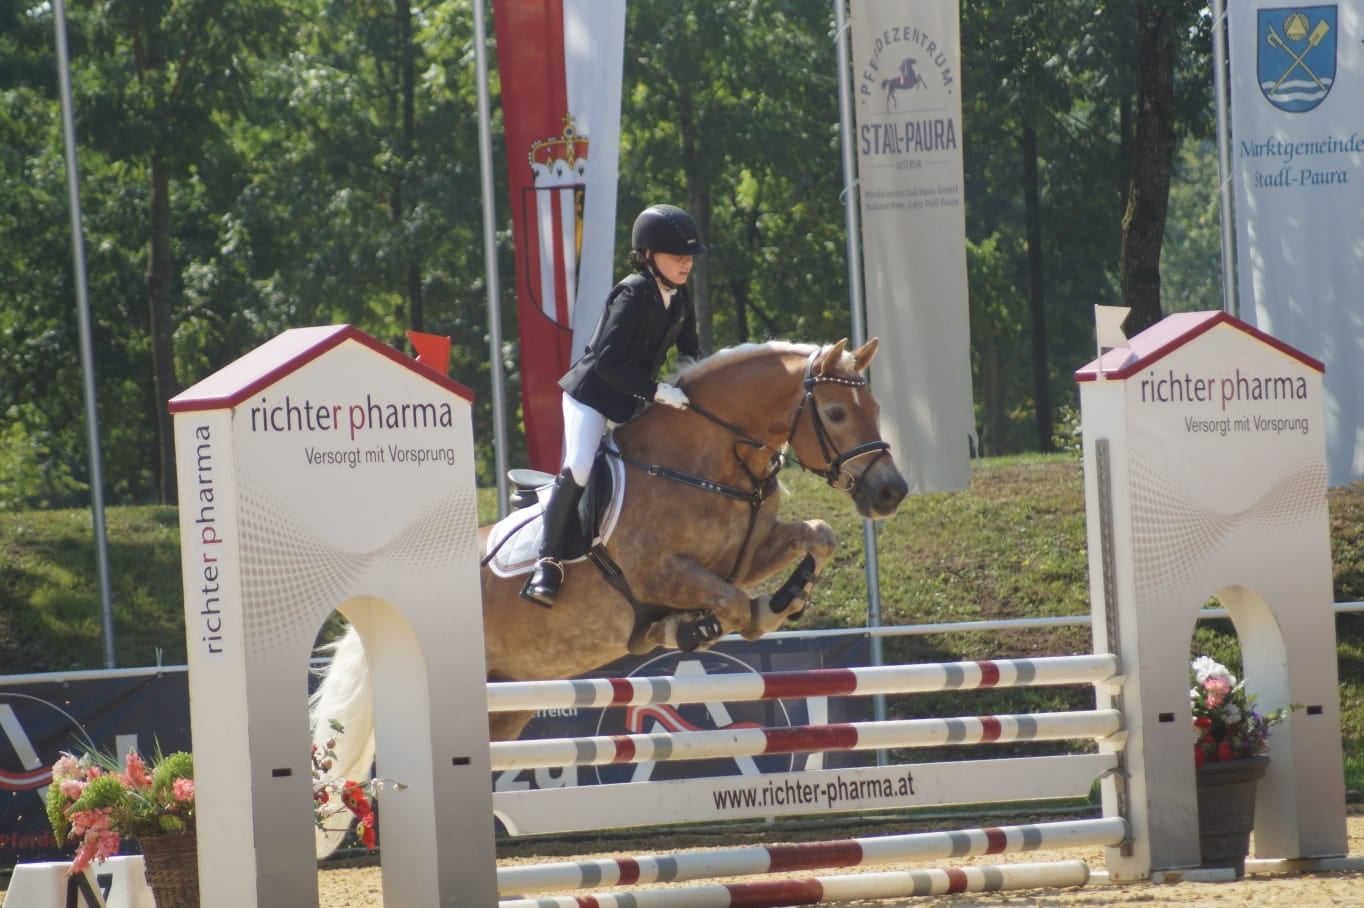 PFERDEZENTRUM
STADL-PAURA
AUSTRIA
Marktgemeinde
Stadl-Paura
richter pharma
Versorgt mit Vorsprung
richter pharma
richter pharma
Versorgt mit Vorsprung
www.richter-pharma.at